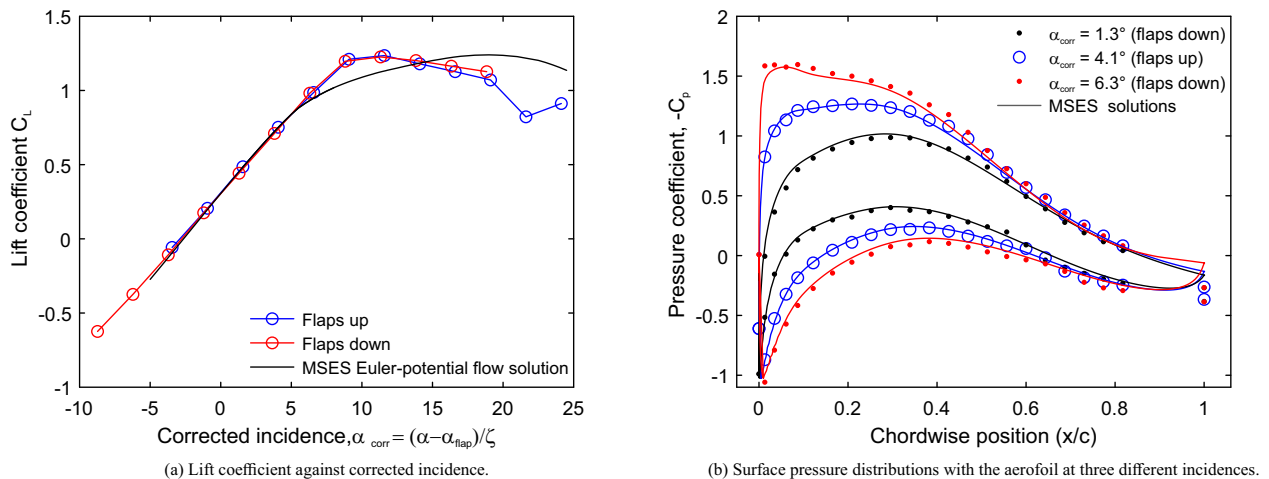 1.5
1
0.5
0
-0.5
-1
Lift coefficient C_L
Flaps up
Flaps down
MSES Euler-potential flow solution
-10 -5 0 5 10 15 20 25
Corrected incidence, α corr = (α−α_flap)/ζ
(a) Lift coefficient against corrected incidence.
2
1.5
1
0.5
0
-0.5
-1
Pressure coefficient, -C_p
α_corr = 1.3° (flaps down)
α_corr = 4.1° (flaps up)
α_corr = 6.3° (flaps down)
MSES solutions
0 0.2 0.4 0.6 0.8 1
Chordwise position (x/c)
(b) Surface pressure distributions with the aerofoil at three different incidences.